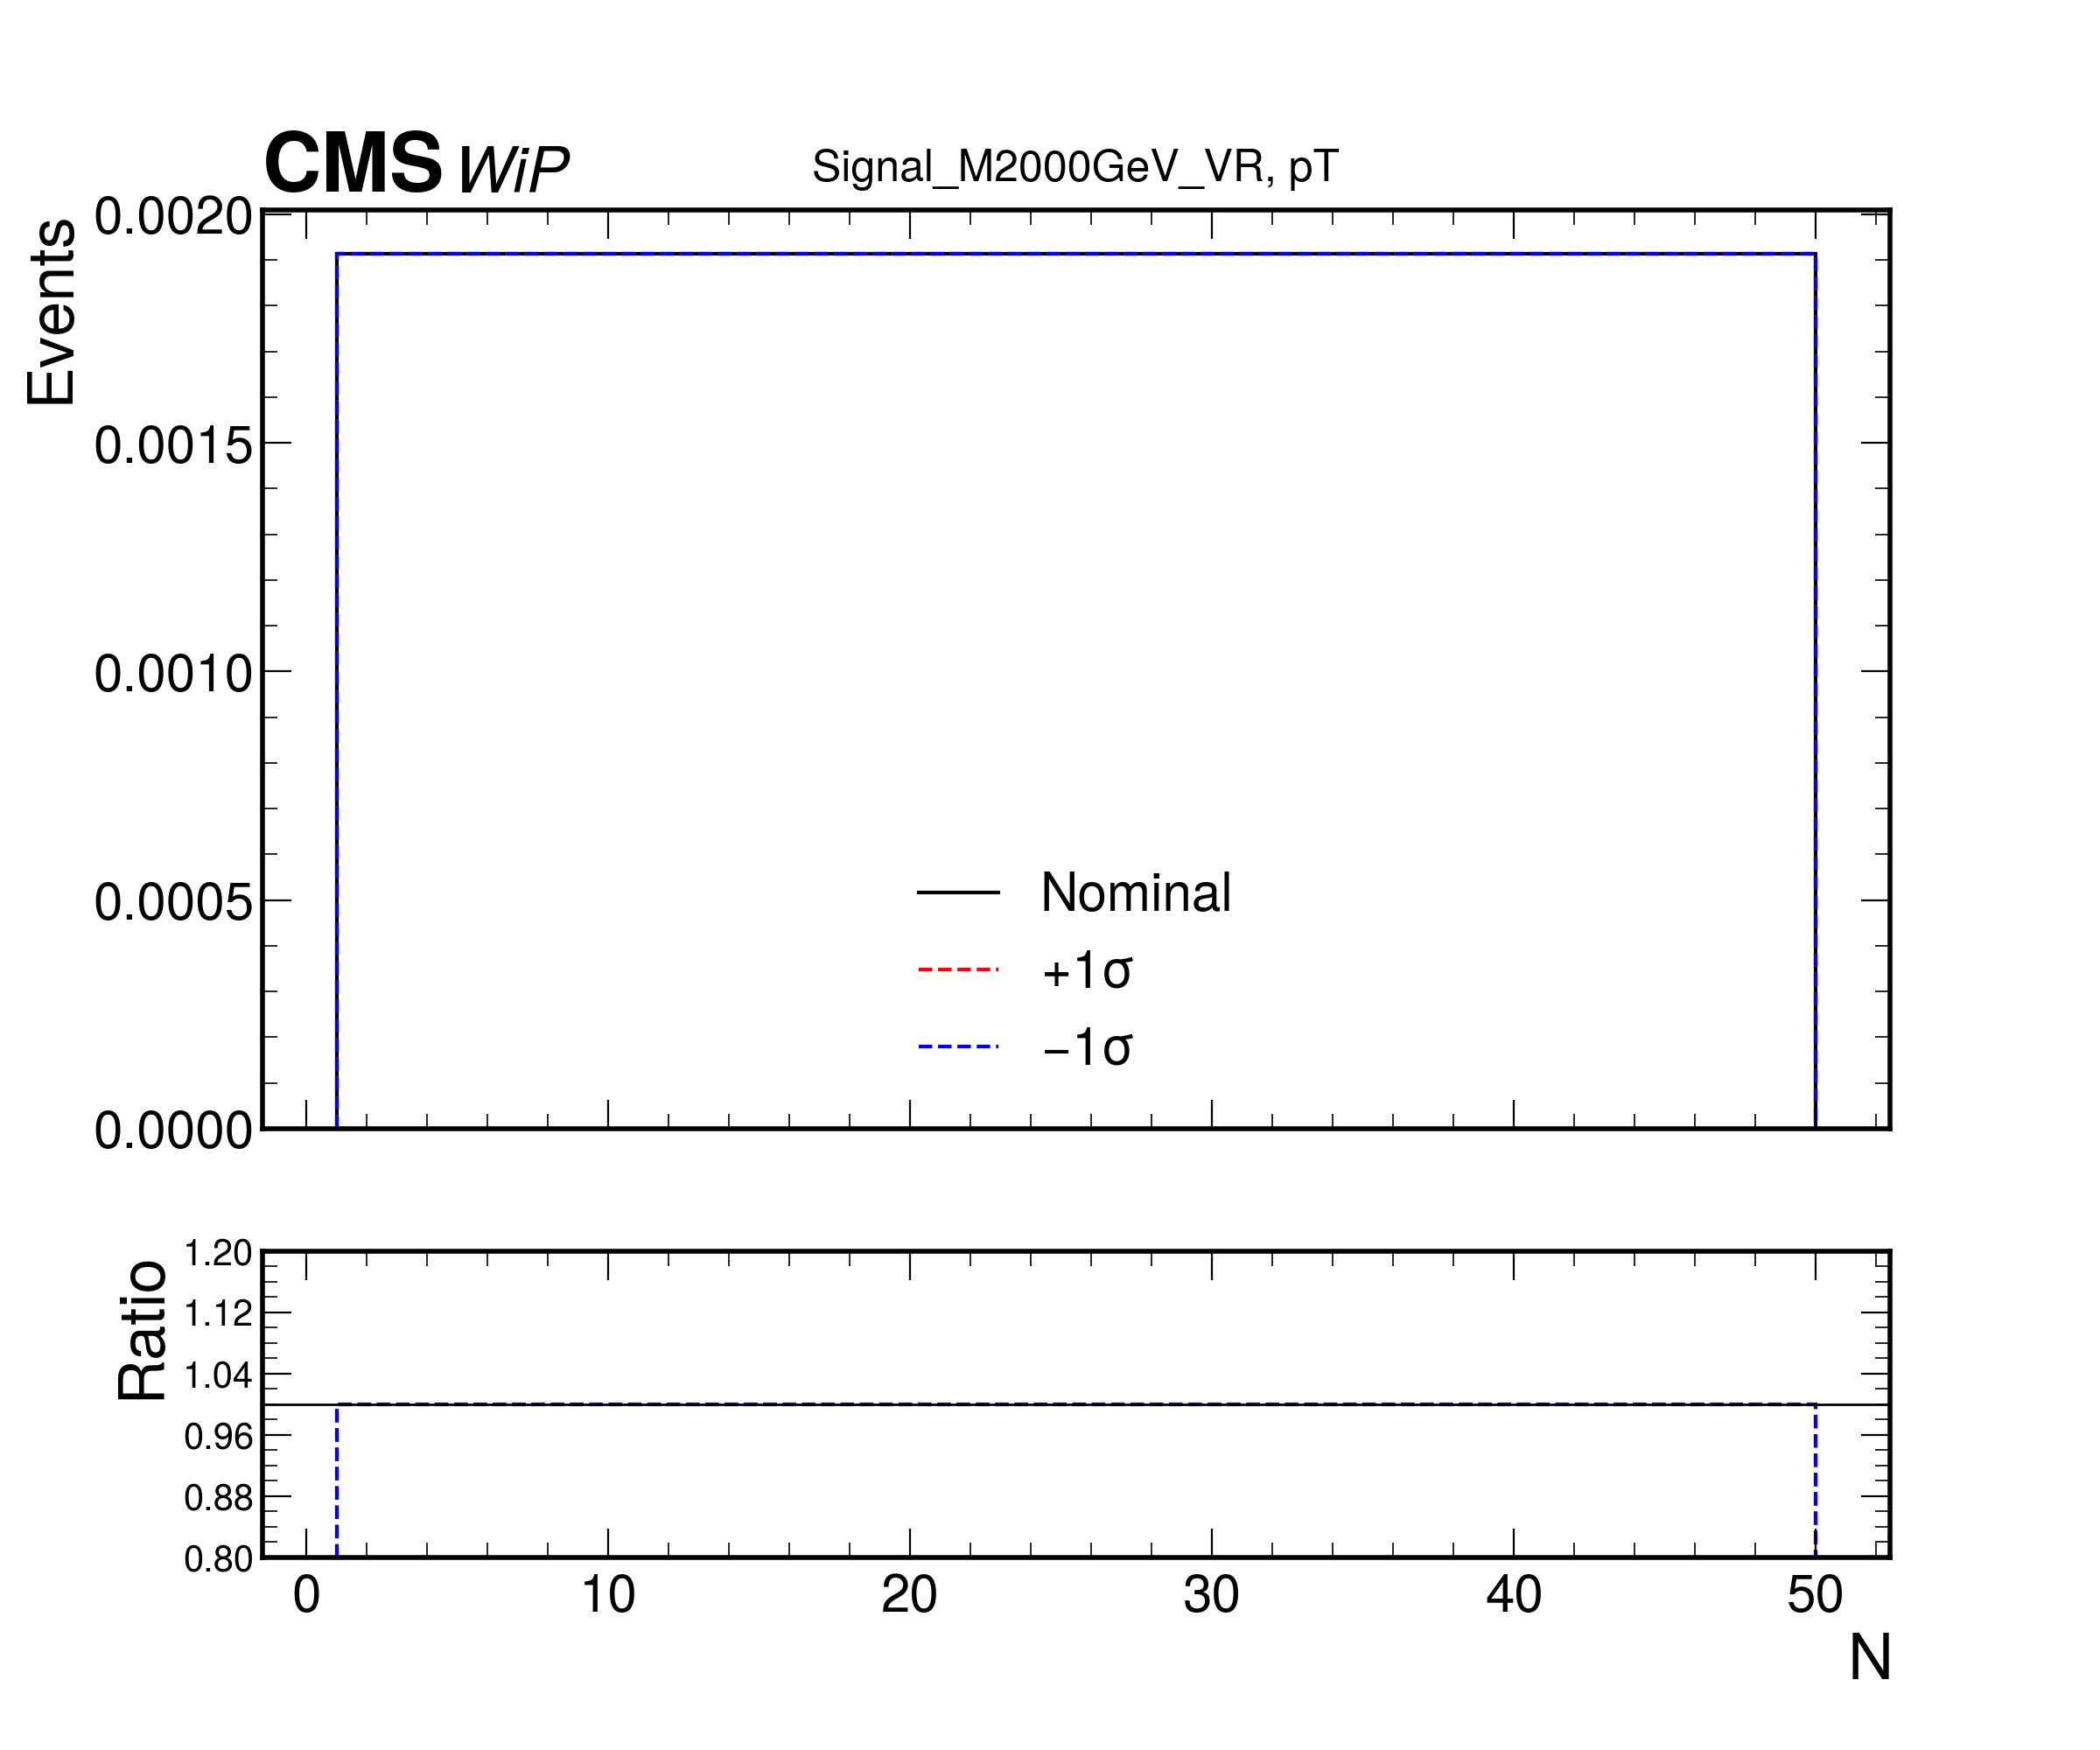 CMS WiP
Signal_M2000GeV_VR, pT
Events
0.0020
0.0015
0.0010
0.0005
0.0000
Nominal
+1σ
−1σ
Ratio
1.20
1.12
1.04
0.96
0.88
0.80
0 10 20 30 40 50
N